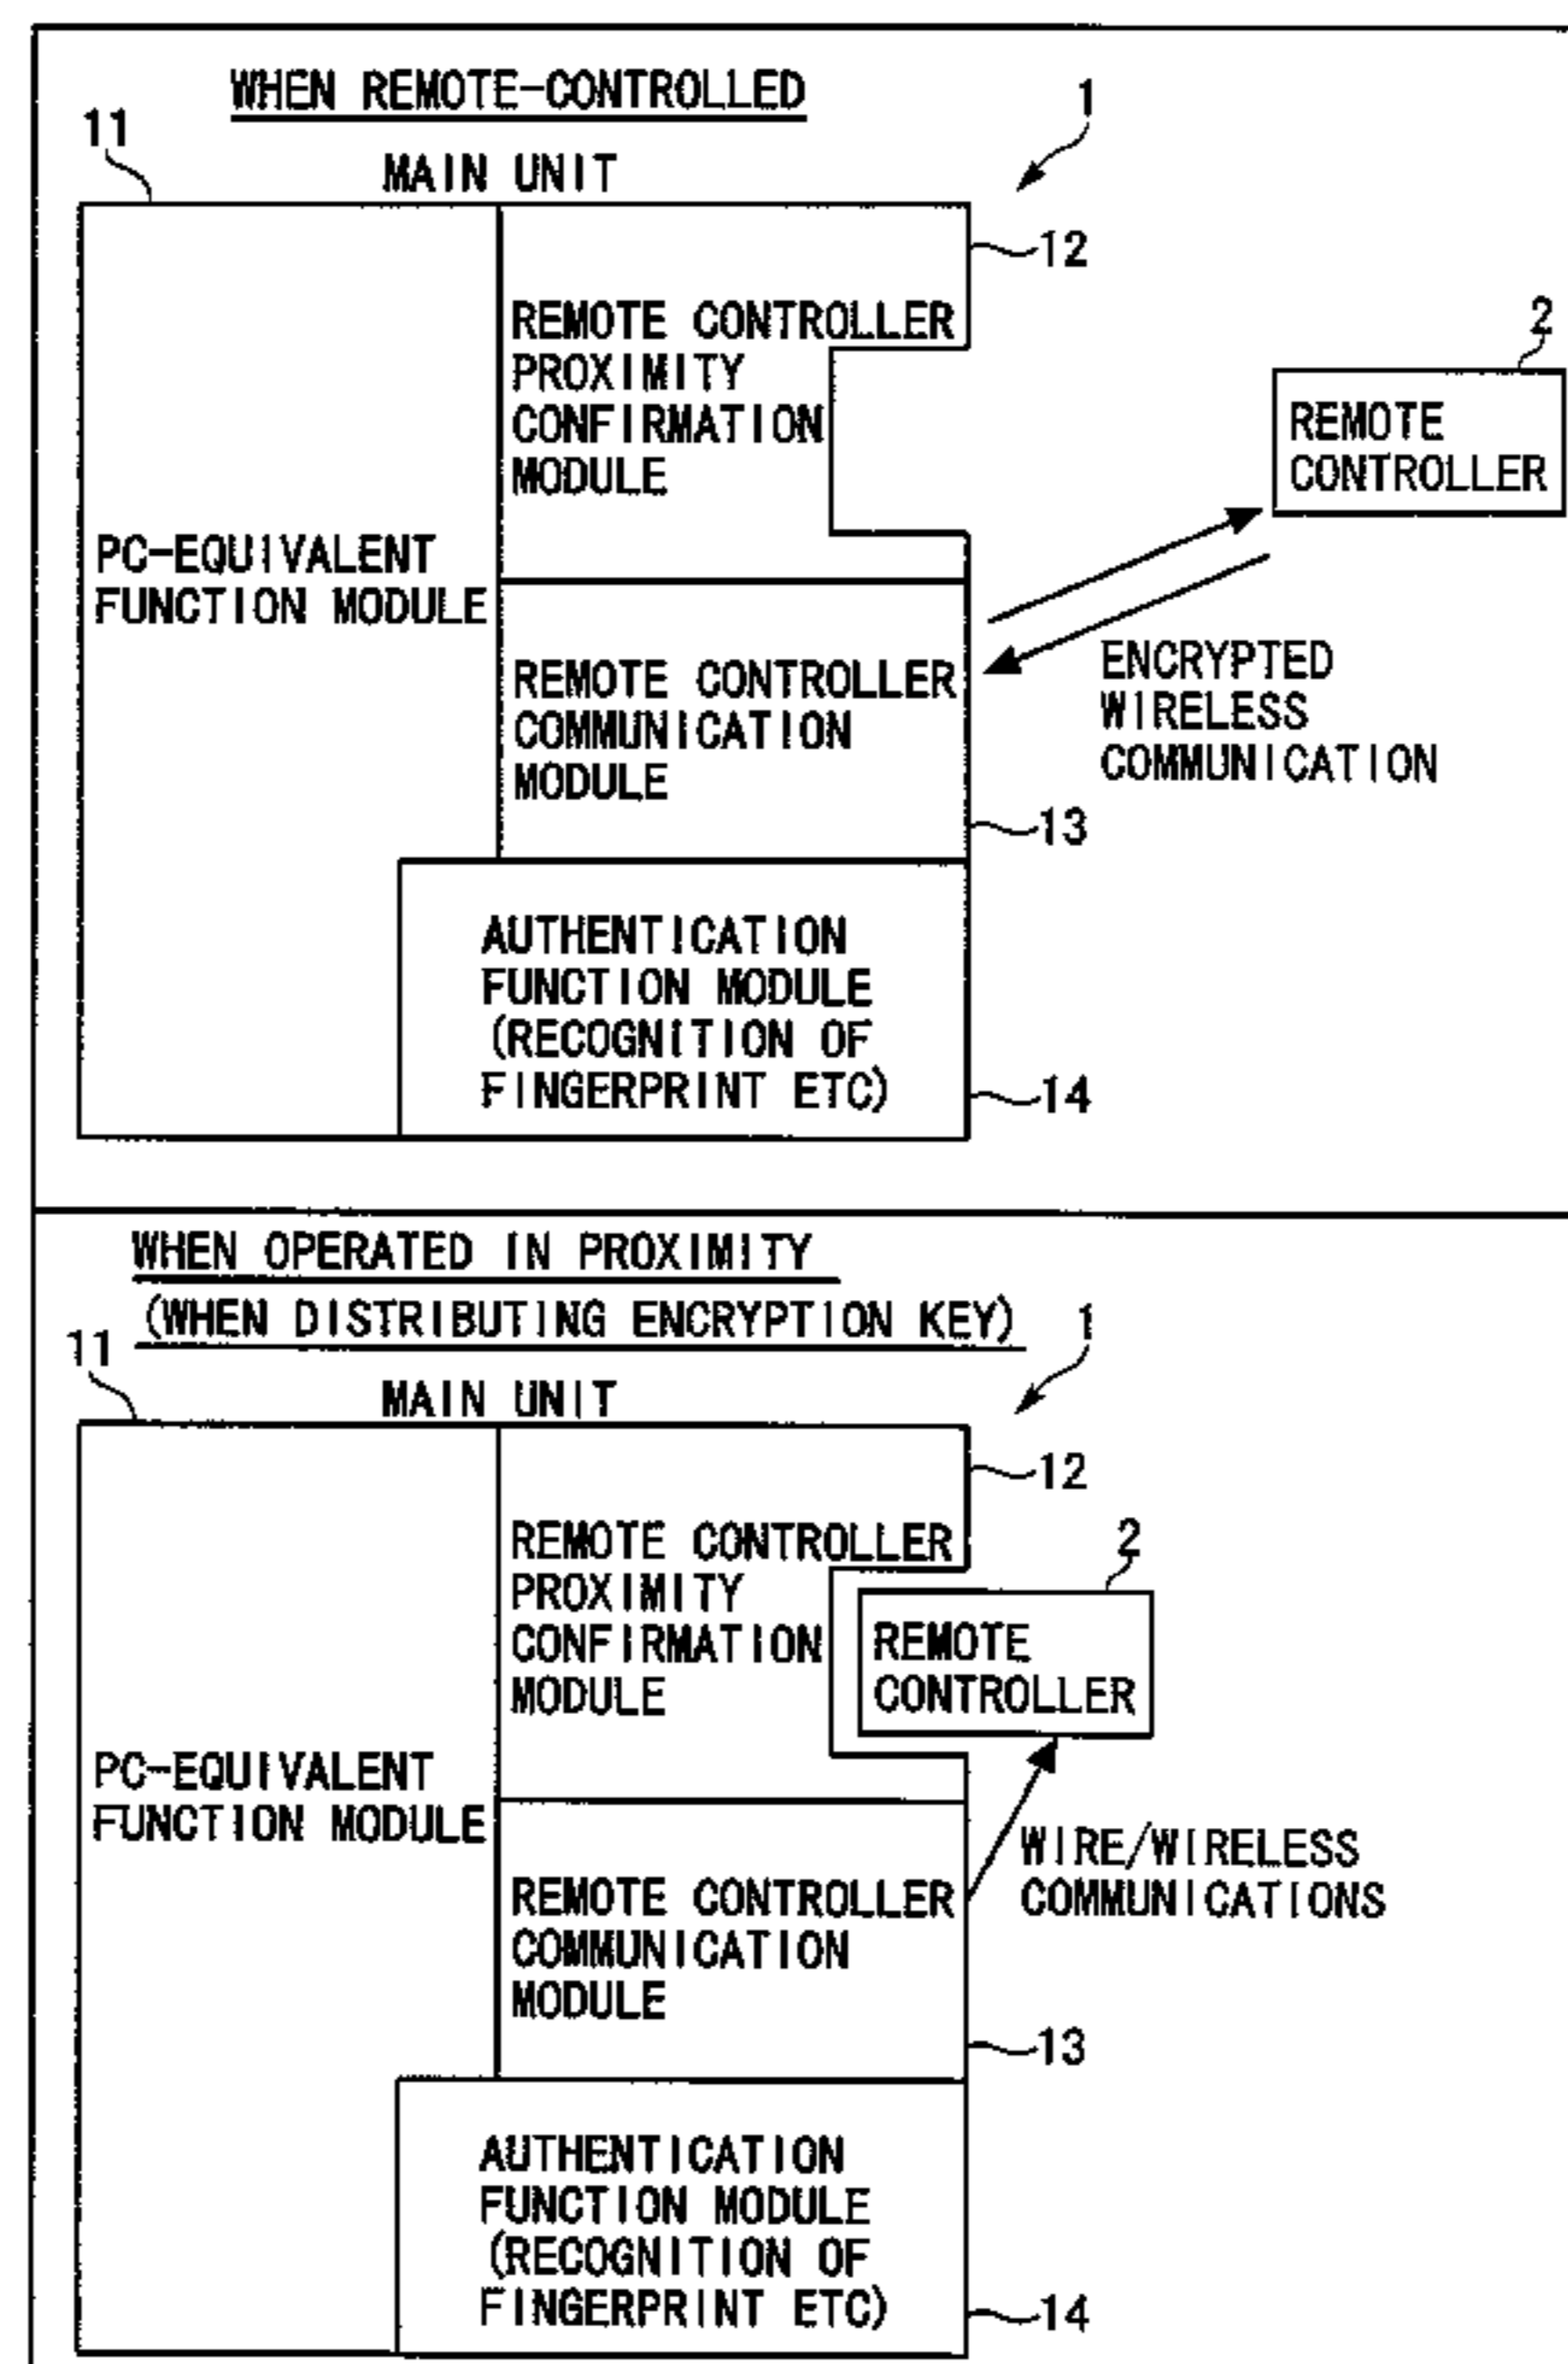 WHEN REMOTE-CONTROLLED
11
1
MAIN UNIT
12
REMOTE CONTROLLER
PROXIMITY
CONFIRMATION
MODULE
2
REMOTE
CONTROLLER
PC-EQUIVALENT
FUNCTION MODULE
REMOTE CONTROLLER
COMMUNICATION
MODULE
ENCRYPTED
WIRELESS
COMMUNICATION
13
AUTHENTICATION
FUNCTION MODULE
(RECOGNITION OF
FINGERPRINT ETC)
14
WHEN OPERATED IN PROXIMITY
(WHEN DISTRIBUTING ENCRYPTION KEY)
11
1
MAIN UNIT
12
REMOTE CONTROLLER
PROXIMITY
CONFIRMATION
MODULE
2
REMOTE
CONTROLLER
PC-EQUIVALENT
FUNCTION MODULE
WIRE/WIRELESS
COMMUNICATIONS
REMOTE CONTROLLER
COMMUNICATION
MODULE
13
AUTHENTICATION
FUNCTION MODULE
(RECOGNITION OF
FINGERPRINT ETC)
14